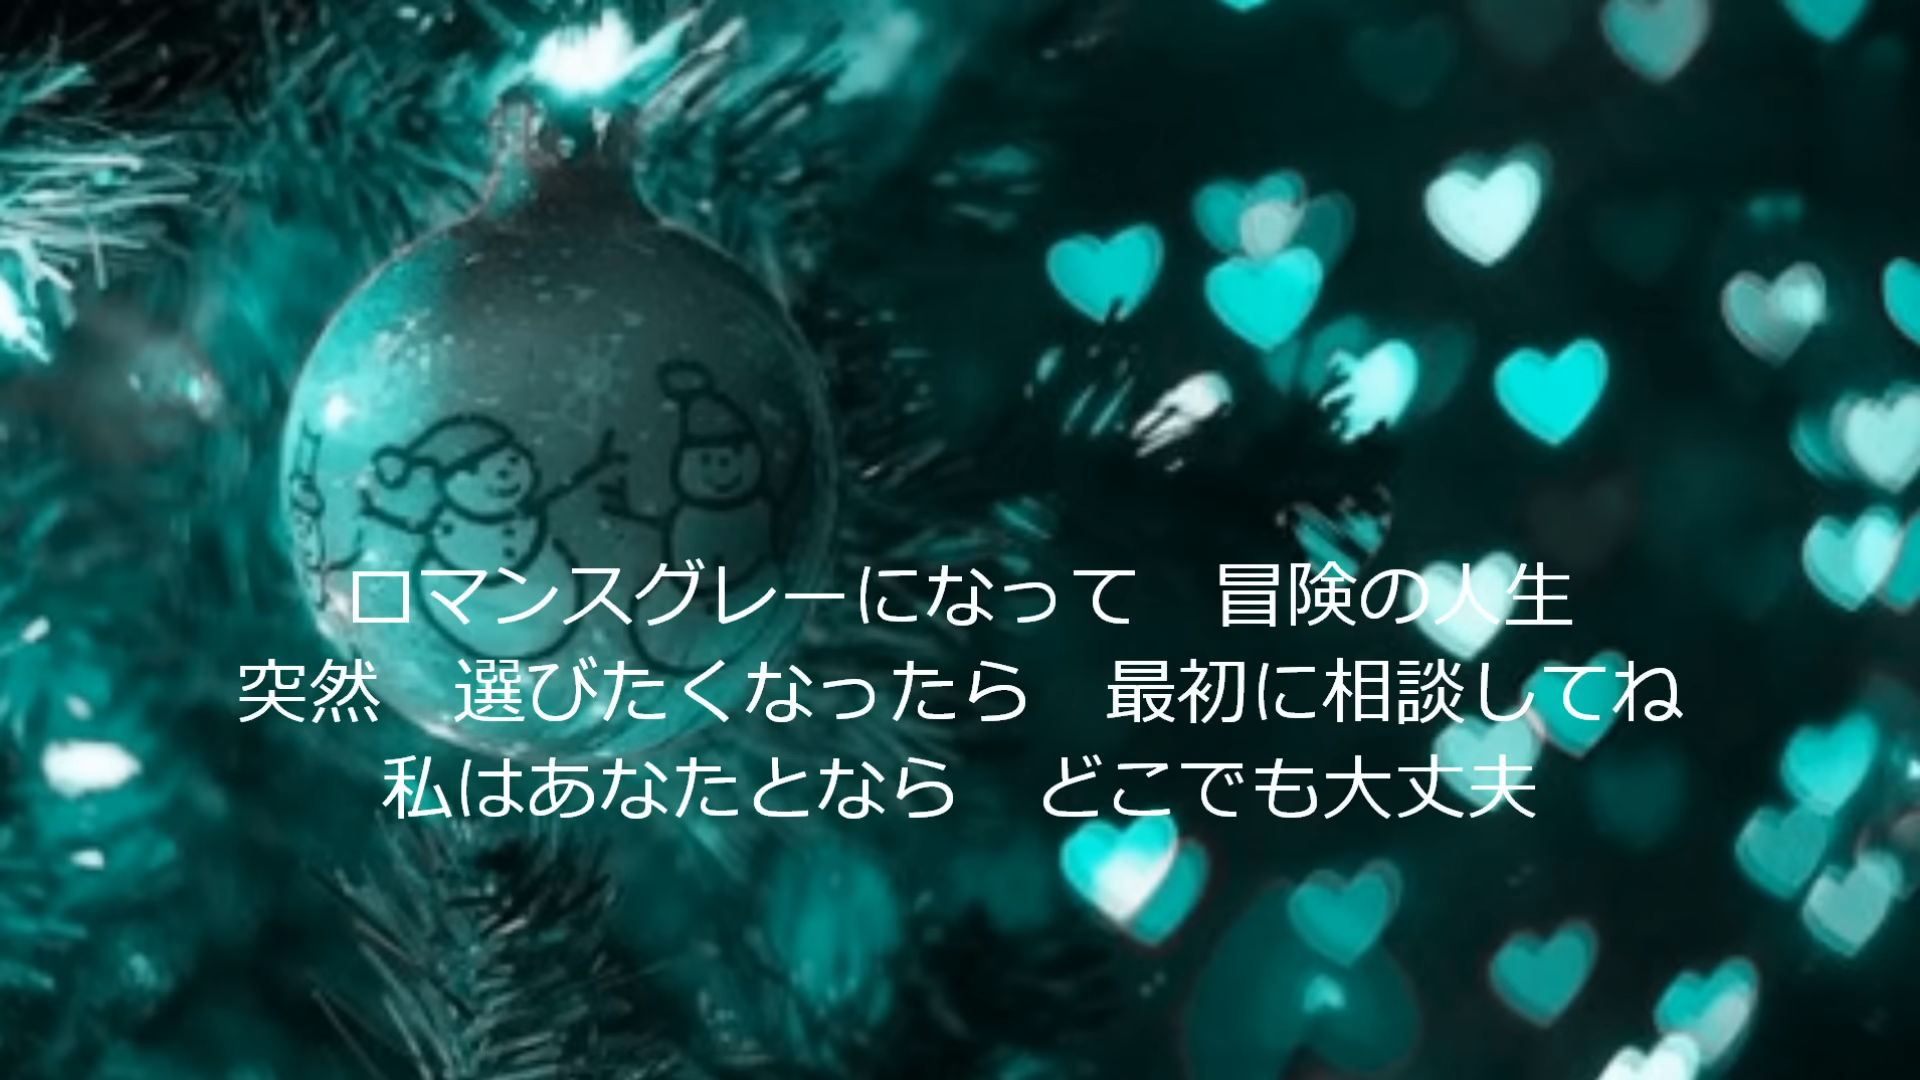 ロマンスグレーになって　冒険の人生
突然　選びたくなったら　最初に相談してね
私はあなたとなら　どこでも大丈夫